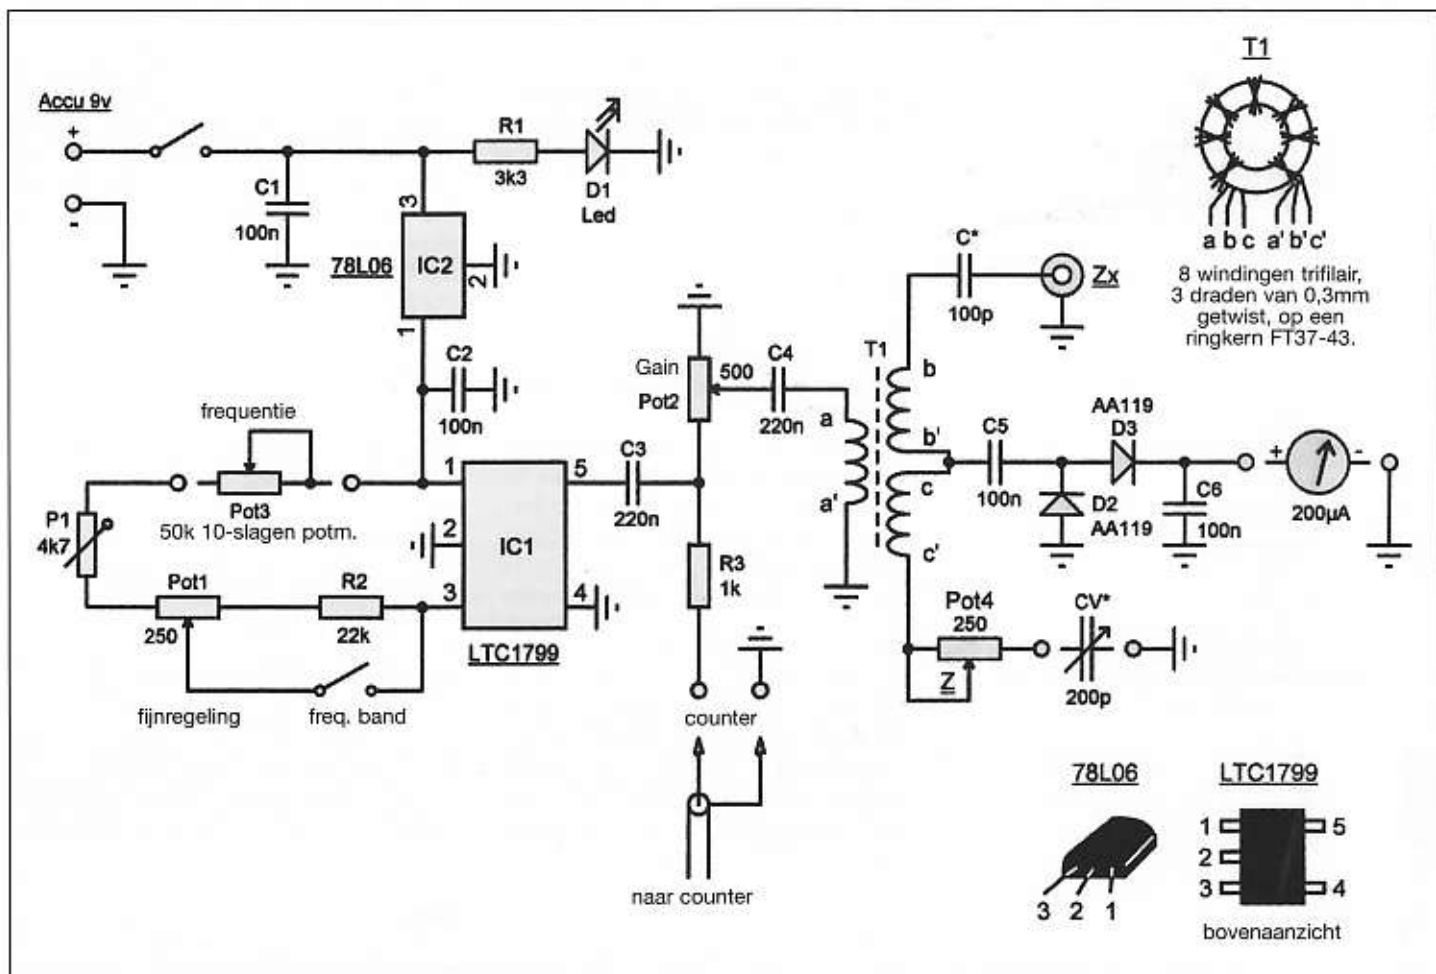 T1
Accu 9v
+
-
R1
3k3
D1
Led
C1
100n
3
78L06
IC2
2
1
a b c a' b' c'
8 windingen trifilair,
3 draden van 0,3mm
getwist, op een
ringkern FT37-43.
C*
100p
Zx
C2
100n
Gain
Pot2
500
C4
220n
T1
b
b'
a
a'
c
c'
frequentie
Pot3
50k 10-slagen potm.
P1
4k7
1
5
2
IC1
3
4
LTC1799
C3
220n
C5
100n
AA119
D3
D2
AA119
C6
100n
+
-
200µA
Pot1
250
R2
22k
fijnregeling
freq. band
R3
1k
Pot4
250
Z
CV*
200p
counter
naar counter
78L06
3 2 1
LTC1799
1
2
3
5
4
bovenaanzicht